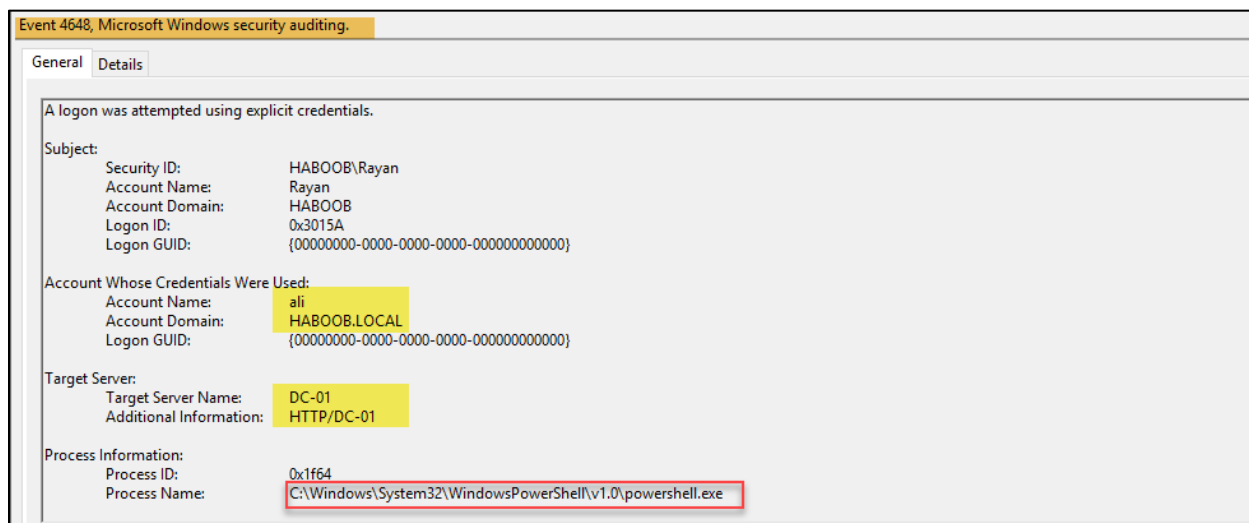 Event 4648, Microsoft Windows security auditing.
General Details
A logon was attempted using explicit credentials.
Subject:
Security ID: HABOOB\Rayan
Account Name: Rayan
Account Domain: HABOOB
Logon ID: 0x3015A
Logon GUID: {00000000-0000-0000-0000-000000000000}
Account Whose Credentials Were Used:
Account Name: ali
Account Domain: HABOOB.LOCAL
Logon GUID: {00000000-0000-0000-0000-000000000000}
Target Server:
Target Server Name: DC-01
Additional Information: HTTP/DC-01
Process Information:
Process ID: 0x1f64
Process Name: C:\Windows\System32\WindowsPowerShell\v1.0\powershell.exe